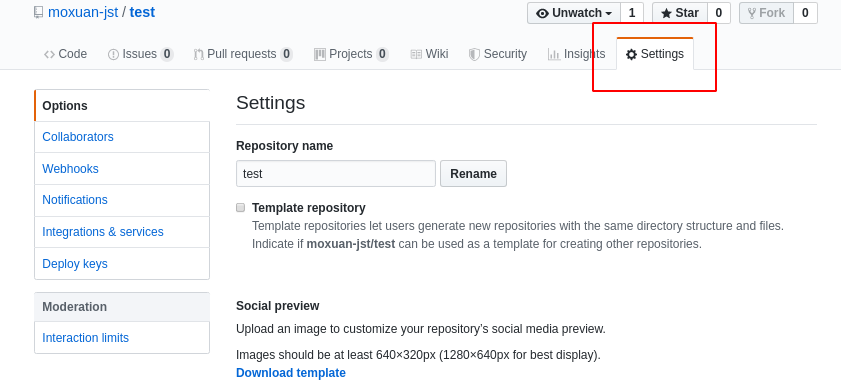 moxuan-jst / test
Unwatch 1 Star 0 Fork 0
Code Issues 0 Pull requests 0 Projects 0 Wiki Security Insights Settings
Options
Collaborators
Webhooks
Notifications
Integrations & services
Deploy keys
Moderation
Interaction limits
Settings
Repository name
test Rename
Template repository
Template repositories let users generate new repositories with the same directory structure and files.
Indicate if moxuan-jst/test can be used as a template for creating other repositories.
Social preview
Upload an image to customize your repository's social media preview.
Images should be at least 640×320px (1280×640px for best display).
Download template